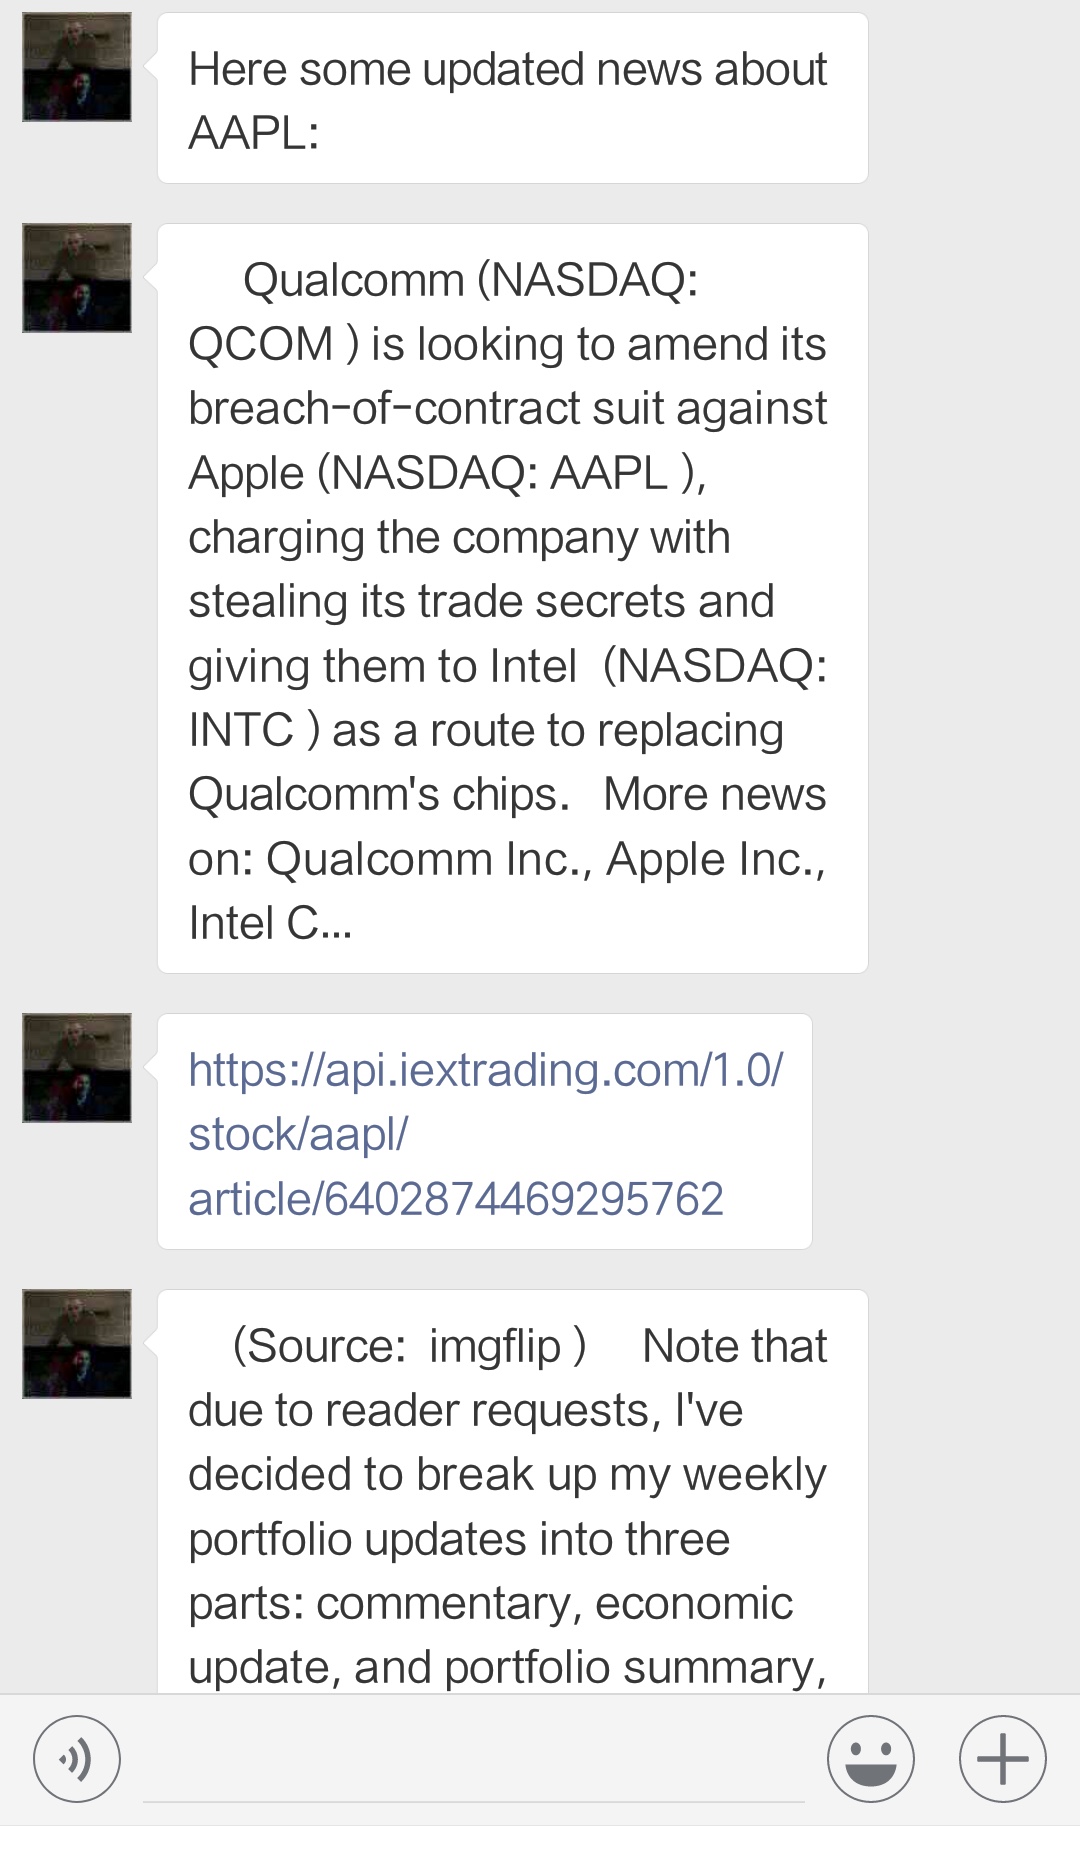 Here some updated news about
AAPL:
Qualcomm (NASDAQ:
QCOM ) is looking to amend its
breach-of-contract suit against
Apple (NASDAQ: AAPL ),
charging the company with
stealing its trade secrets and
giving them to Intel  (NASDAQ:
INTC ) as a route to replacing
Qualcomm's chips.   More news
on: Qualcomm Inc., Apple Inc.,
Intel C...
https://api.iextrading.com/1.0/
stock/aapl/
article/6402874469295762
(Source:  imgflip )     Note that
due to reader requests, I've
decided to break up my weekly
portfolio updates into three
parts: commentary, economic
update, and portfolio summary,